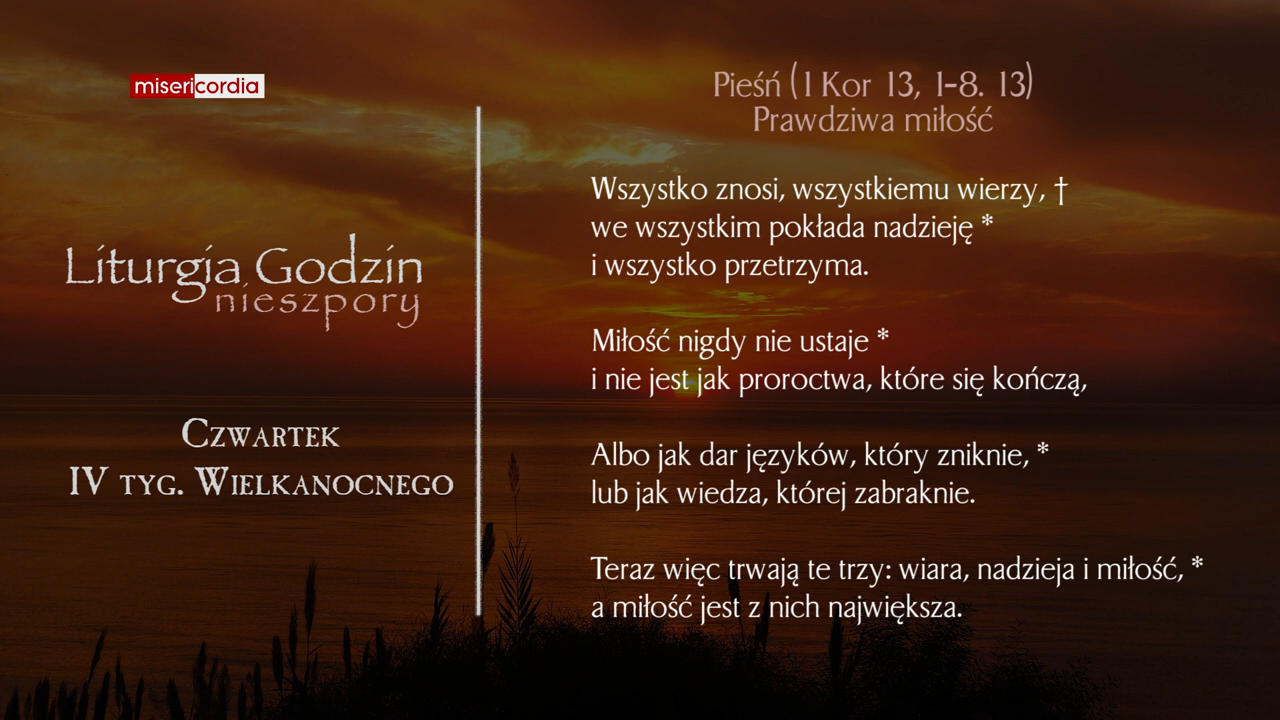 misericordia
Liturgia Godzin
nieszpory
Czwartek
IV tyg. Wielkanocnego
Pieśń (1 Kor 13, 1-8. 13)
Prawdziwa miłość
Wszystko znosi, wszystkiemu wierzy, †
we wszystkim pokłada nadzieję *
i wszystko przetrzyma.
Miłość nigdy nie ustaje *
i nie jest jak proroctwa, które się kończą,
Albo jak dar języków, który zniknie, *
lub jak wiedza, której zabraknie.
Teraz więc trwają te trzy: wiara, nadzieja i miłość, *
a miłość jest z nich największa.